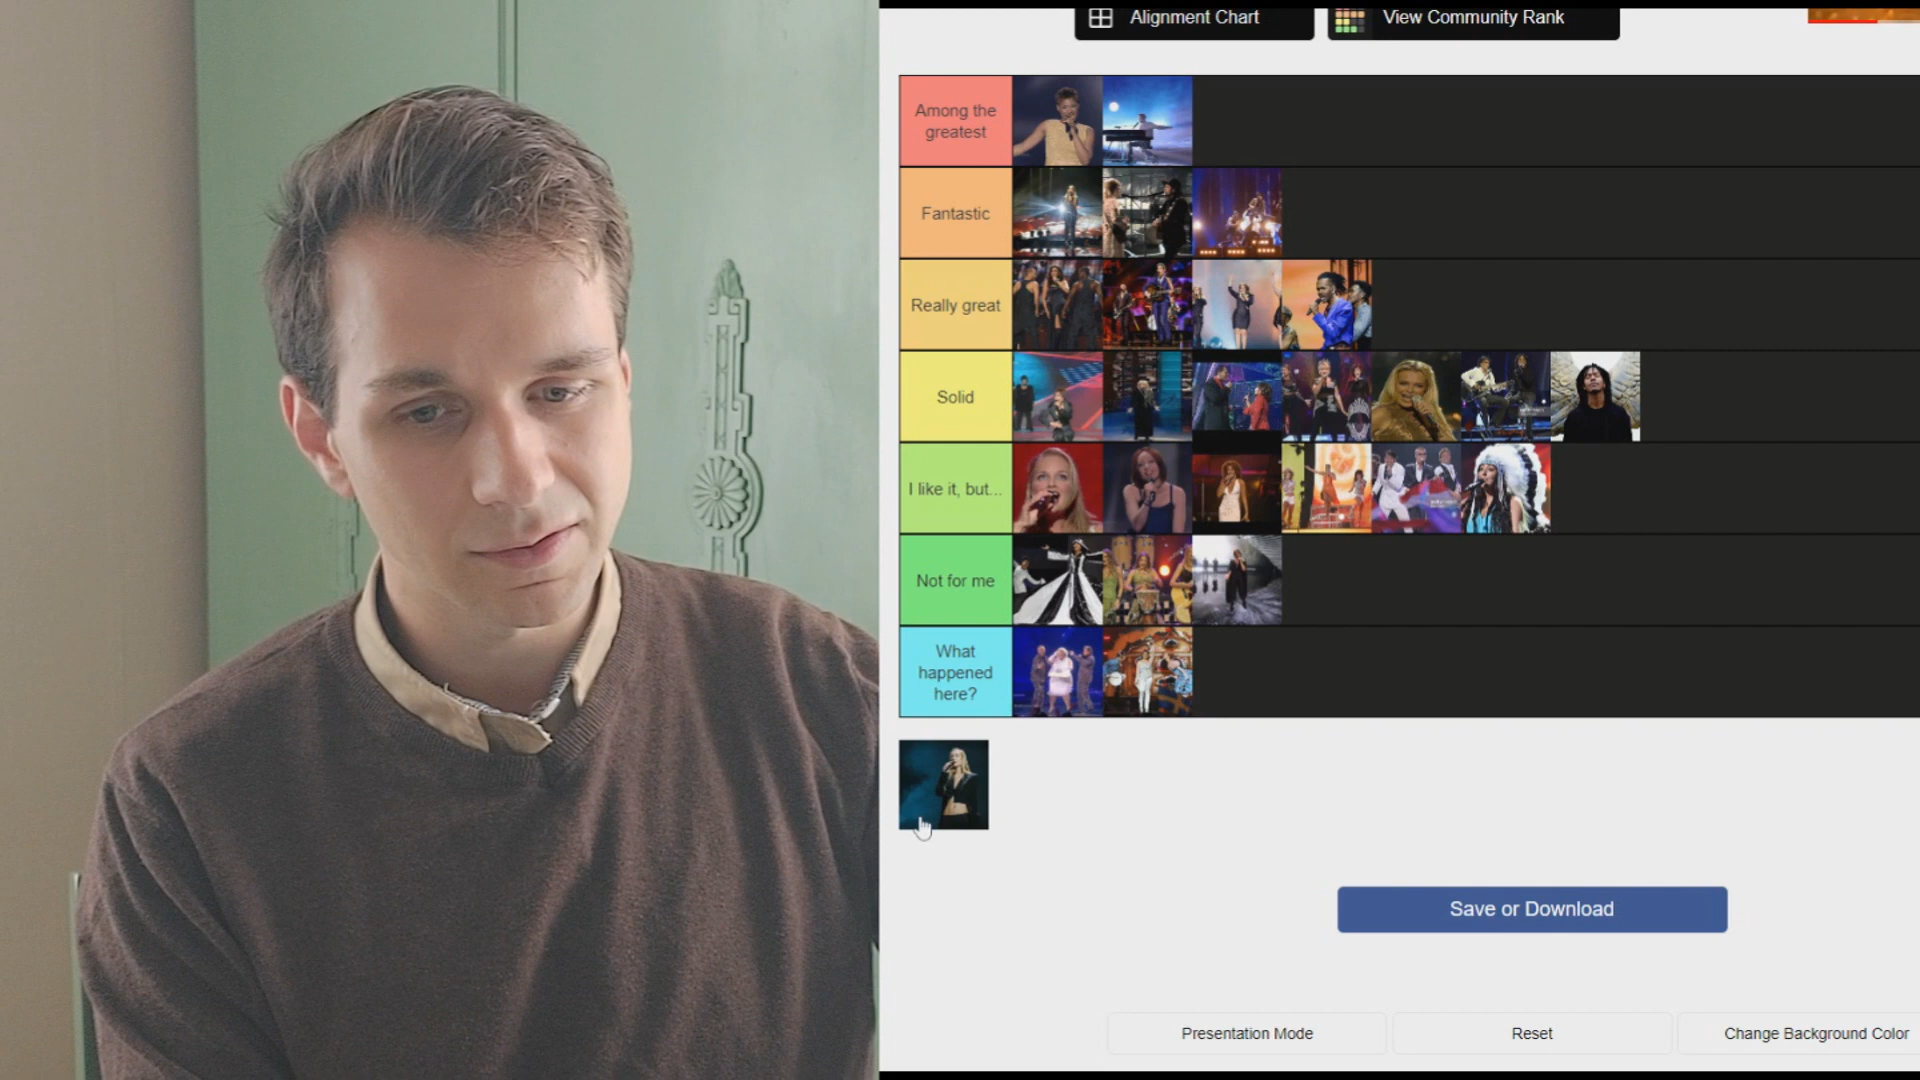 Alignment Chart
View Community Rank
Among the
greatest
Fantastic
Really great
Solid
I like it, but...
Not for me
What
happened
here?
Save or Download
Presentation Mode
Reset
Change Background Color